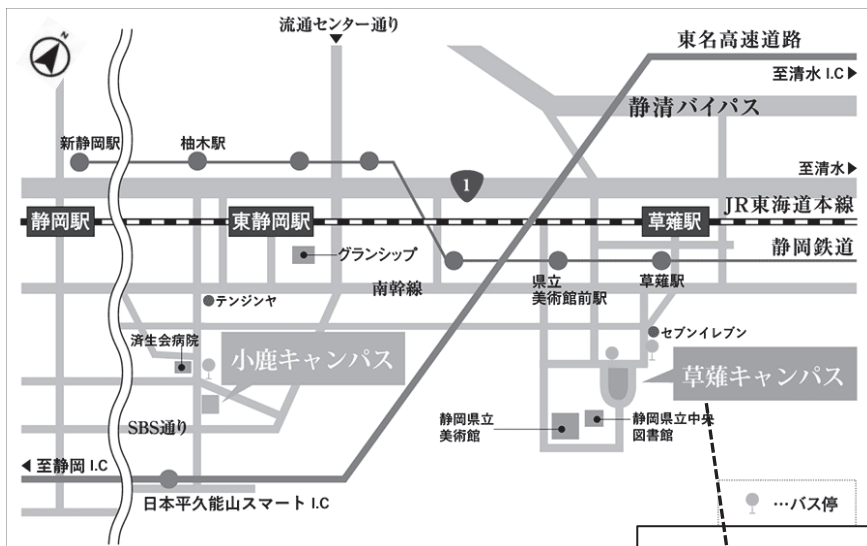 N
流通センター通り
東名高速道路
至清水 I.C
静清バイパス
新静岡駅
柚木駅
至清水
1
JR東海道本線
静岡駅
東静岡駅
草薙駅
静岡鉄道
グランシップ
南幹線
県立
美術館前駅
草薙駅
テンジンヤ
セブンイレブン
済生会病院
小鹿キャンパス
草薙キャンパス
SBS通り
静岡県立
美術館
静岡県立中央
図書館
至静岡 I.C
日本平久能山スマート I.C
…バス停